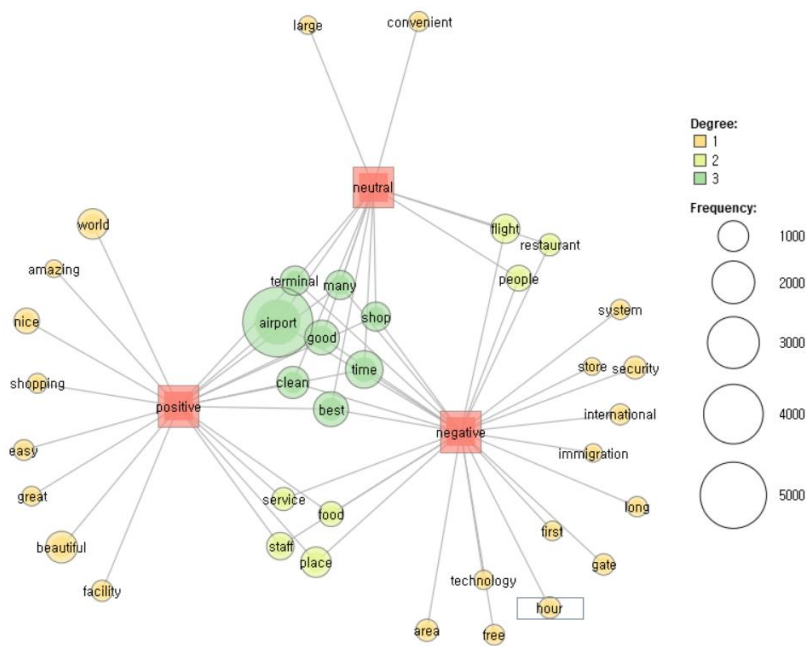 large
convenient
Degree:
1
2
3
neutral
Frequency:
world
flight
1000
restaurant
amazing
terminal
many
people
2000
nice
airport
shop
system
good
3000
shopping
clean
time
store
security
positive
best
international
4000
negative
easy
immigration
great
service
food
long
5000
beautiful
staff
place
first
gate
facility
technology
hour
area
free